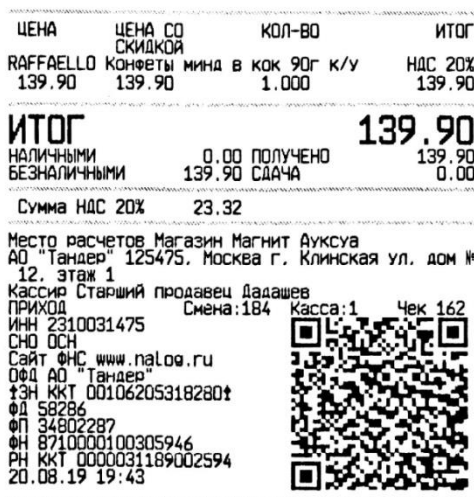 ЦЕНА ЦЕНА СО СКИДКОЙ КОЛ-ВО ИТОГ
RAFFAELLO Конфеты минд в кок 90г к/у НДС 20%
139.90 139.90 1.000 139.90
ИТОГ 139.90
НАЛИЧНЫМИ 0.00 ПОЛУЧЕНО 139.90
БЕЗНАЛИЧНЫМИ 139.90 СДАЧА 0.00
Сумма НДС 20% 23.32
Место расчетов Магазин Магнит Ауксуа
АО "Тандер" 125475, Москва г, Клинская ул, дом №
12, этаж 1
Кассир Старший продавец Дадашев
ПРИХОД Смена:184 Касса:1 Чек 162
ИНН 2310031475
СНО ОСН
Сайт ФНС www.nalog.ru
ОФД АО "Тандер"
‡ЗН ККТ 00106205318280‡
ФД 58286
ФП 34802287
ФН 8710000100305946
РН ККТ 0000031189002594
20.08.19 19:43